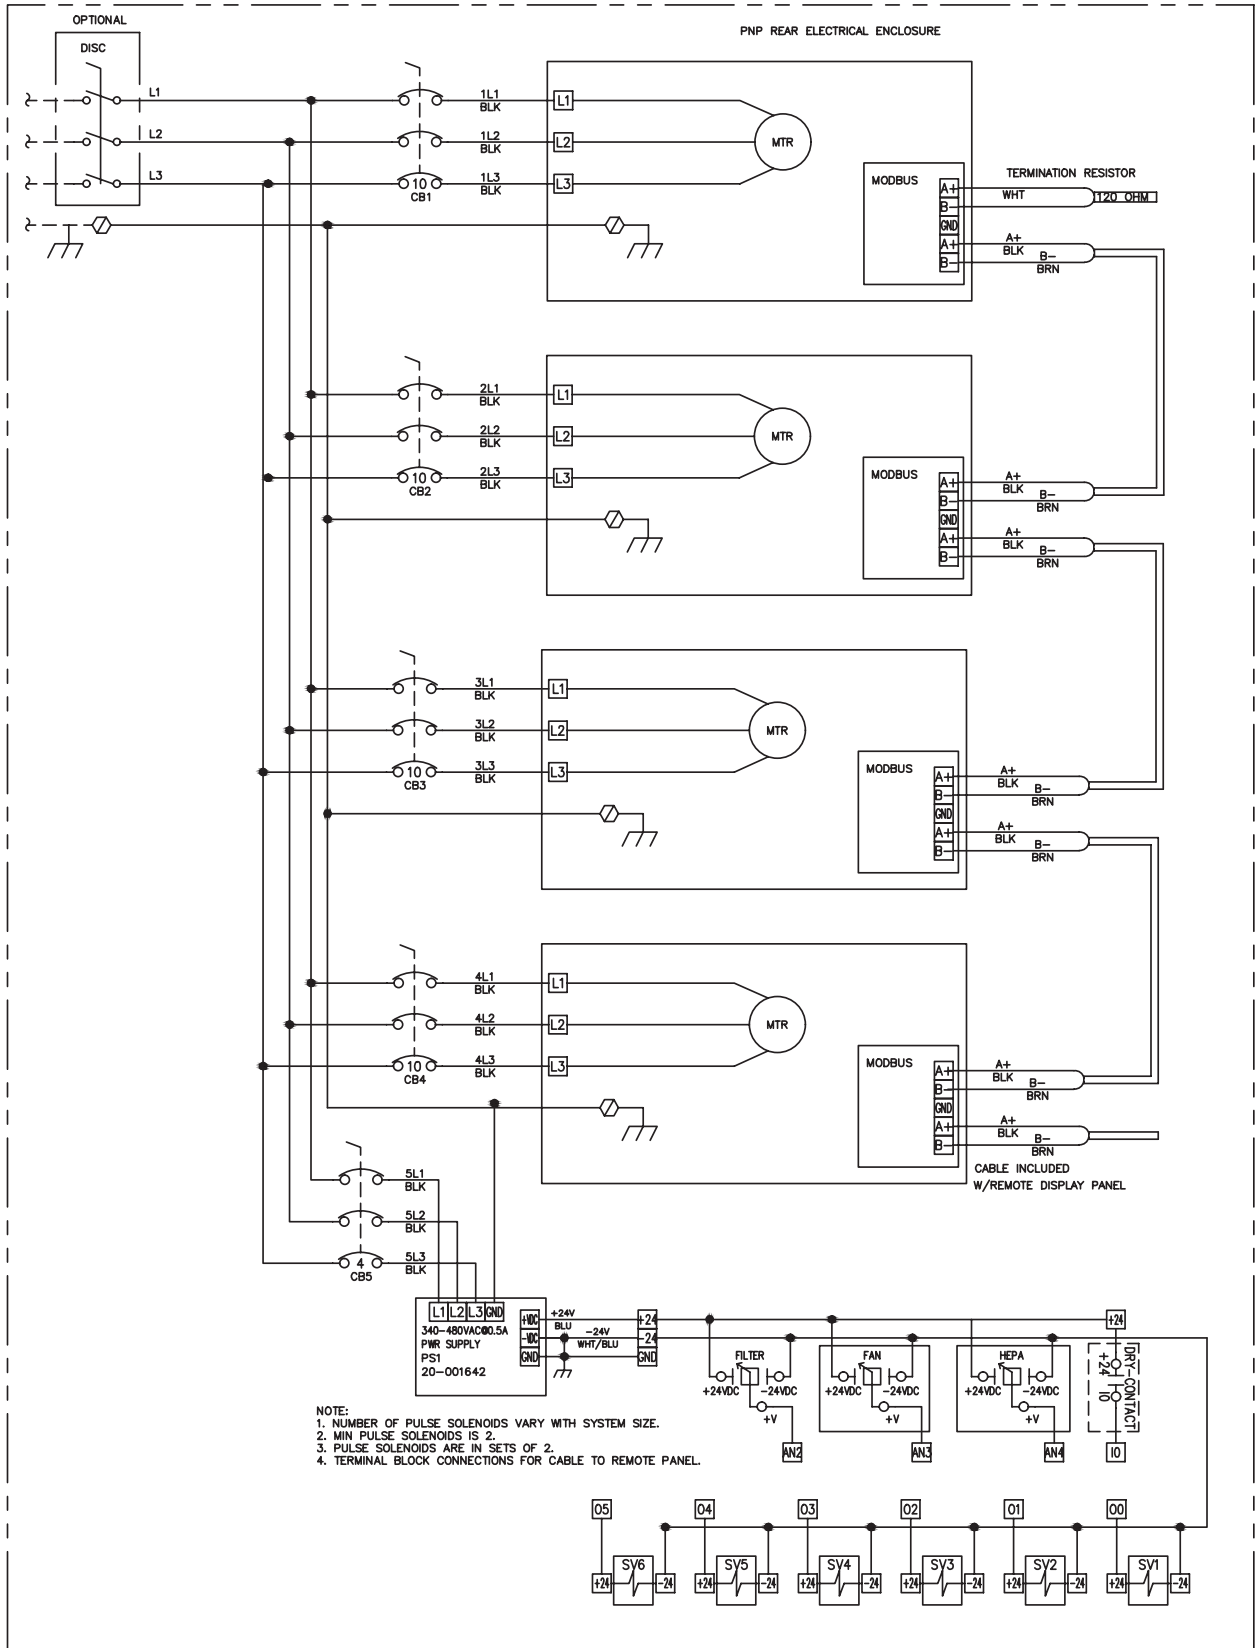 OPTIONAL
PNP REAR ELECTRICAL ENCLOSURE
DISC
L1
L2
L3
1L1
BLK
1L2
BLK
1L3
BLK
10
CB1
L1
L2
L3
MTR
MODBUS
A+
B-
GND
A+
B-
TERMINATION RESISTOR
WHT
120 OHM
A+
BLK
B-
BRN
2L1
BLK
2L2
BLK
2L3
BLK
10
CB2
L1
L2
L3
MTR
MODBUS
A+
B-
GND
A+
B-
A+
BLK
B-
BRN
A+
BLK
B-
BRN
3L1
BLK
3L2
BLK
3L3
BLK
10
CB3
L1
L2
L3
MTR
MODBUS
A+
B-
GND
A+
B-
A+
BLK
B-
BRN
A+
BLK
B-
BRN
4L1
BLK
4L2
BLK
4L3
BLK
10
CB4
L1
L2
L3
MTR
MODBUS
A+
B-
GND
A+
B-
A+
BLK
B-
BRN
A+
BLK
B-
BRN
CABLE INCLUDED
W/REMOTE DISPLAY PANEL
5L1
BLK
5L2
BLK
5L3
BLK
4
CB5
L1 L2 L3 GND
340-480VAC@0.5A
PWR SUPPLY
PS1
20-001642
+VDC
-VDC
GND
+24V
BLU
-24V
WHT/BLU
+24
-24
GND
FILTER
+24VDC
-24VDC
+V
AN2
FAN
+24VDC
-24VDC
+V
AN3
HEPA
+24VDC
-24VDC
+V
AN4
+24
DRY-CONTACT
+24
IO
IO
NOTE:
1. NUMBER OF PULSE SOLENOIDS VARY WITH SYSTEM SIZE.
2. MIN PULSE SOLENOIDS IS 2.
3. PULSE SOLENOIDS ARE IN SETS OF 2.
4. TERMINAL BLOCK CONNECTIONS FOR CABLE TO REMOTE PANEL.
O5
O4
O3
O2
O1
O0
SV6
+24
-24
SV5
+24
-24
SV4
+24
-24
SV3
+24
-24
SV2
+24
-24
SV1
+24
-24